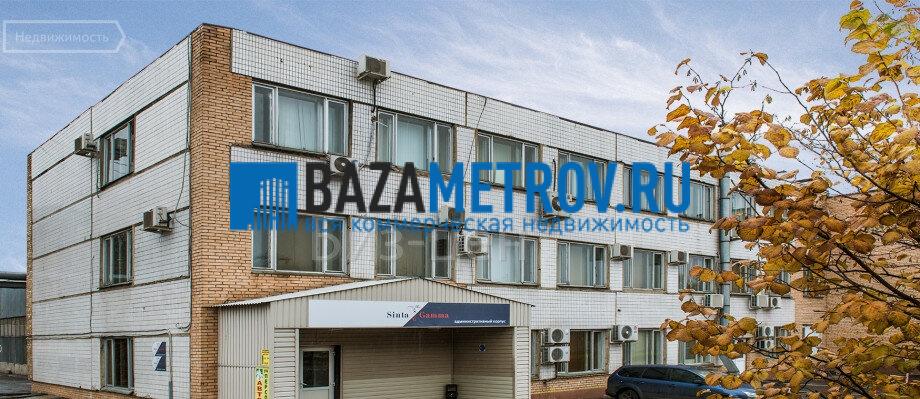 Недвижимость
BAZAMETROV.RU
вся коммерческая недвижимость
Sinta Gamma
административный корпус